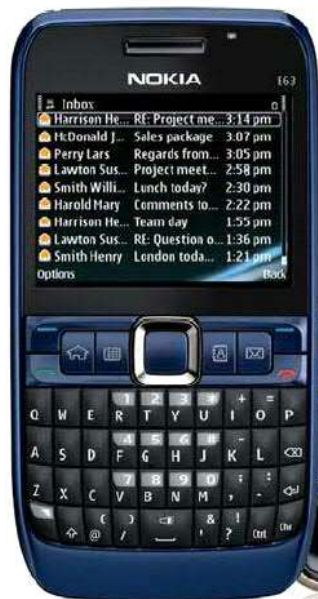 NOKIA
E63
Inbox
Harrison He... RE: Project me... 3:14 pm
McDonald J... Sales package 3:07 pm
Perry Lars Regards from... 3:05 pm
Lawton Sus... Project meet... 2:58 pm
Smith Willi... Lunch today? 2:30 pm
Harold Mary Comments to... 2:22 pm
Harrison He... Team day 1:55 pm
Lawton Sus... RE: Question o... 1:36 pm
Smith Henry London toda... 1:21 pm
Options Back
1 2 3 * + =
Q W E R T Y U I O P
4 5 6 # -
A S D F G H J K L
7 8 9 0 ; :
Z X C V B N M , .
( ) & !
@ / ' ? Ctrl Chr